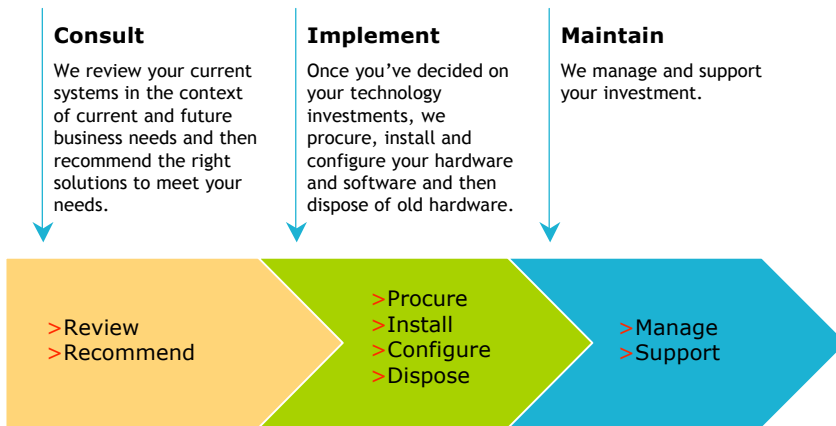 Consult
We review your current
systems in the context
of current and future
business needs and then
recommend the right
solutions to meet your
needs.
Implement
Once you’ve decided on
your technology
investments, we
procure, install and
configure your hardware
and software and then
dispose of old hardware.
Maintain
We manage and support
your investment.
>Review
>Recommend
>Procure
>Install
>Configure
>Dispose
>Manage
>Support